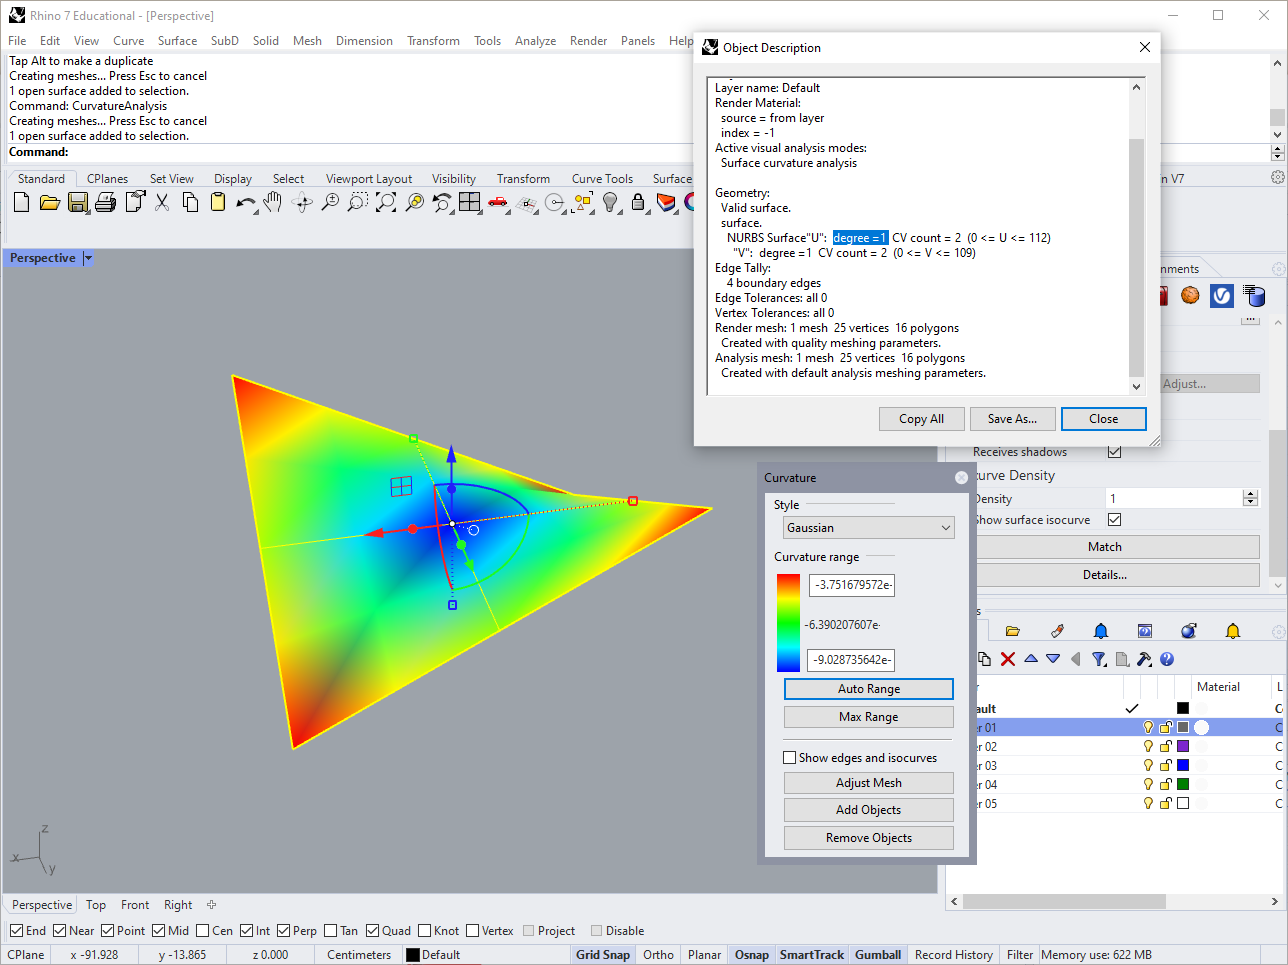 Rhino 7 Educational - [Perspective]
File Edit View Curve Surface SubD Solid Mesh Dimension Transform Tools Analyze Render Panels Help
Tap Alt to make a duplicate
Creating meshes... Press Esc to cancel
1 open surface added to selection.
Command: CurvatureAnalysis
Creating meshes... Press Esc to cancel
1 open surface added to selection.
Command:
Standard CPlanes Set View Display Select Viewport Layout Visibility Transform Curve Tools Surface
n V7
Perspective
Object Description
Layer name: Default
Render Material:
source = from layer
index = -1
Active visual analysis modes:
Surface curvature analysis
Geometry:
Valid surface.
surface.
NURBS Surface"U": degree =1 CV count = 2 (0 <= U <= 112)
"V": degree =1 CV count = 2 (0 <= V <= 109)
Edge Tally:
4 boundary edges
Edge Tolerances: all 0
Vertex Tolerances: all 0
Render mesh: 1 mesh 25 vertices 16 polygons
Created with quality meshing parameters.
Analysis mesh: 1 mesh 25 vertices 16 polygons
Created with default analysis meshing parameters.
Copy All Save As... Close
nments
...
Adjust...
Receives shadows
urve Density
Density 1
Show surface isocurve
Match
Details...
Curvature
Style
Gaussian
Curvature range
-3.751679572e-
-6.390207607e-
-9.028735642e-
Auto Range
Max Range
Show edges and isocurves
Adjust Mesh
Add Objects
Remove Objects
s
r Material L
ault C
er 01 C
er 02 C
er 03 C
er 04 C
er 05 C
z
x
y
Perspective Top Front Right
End Near Point Mid Cen Int Perp Tan Quad Knot Vertex Project Disable
CPlane x -91.928 y -13.865 z 0.000 Centimeters Default Grid Snap Ortho Planar Osnap SmartTrack Gumball Record History Filter Memory use: 622 MB